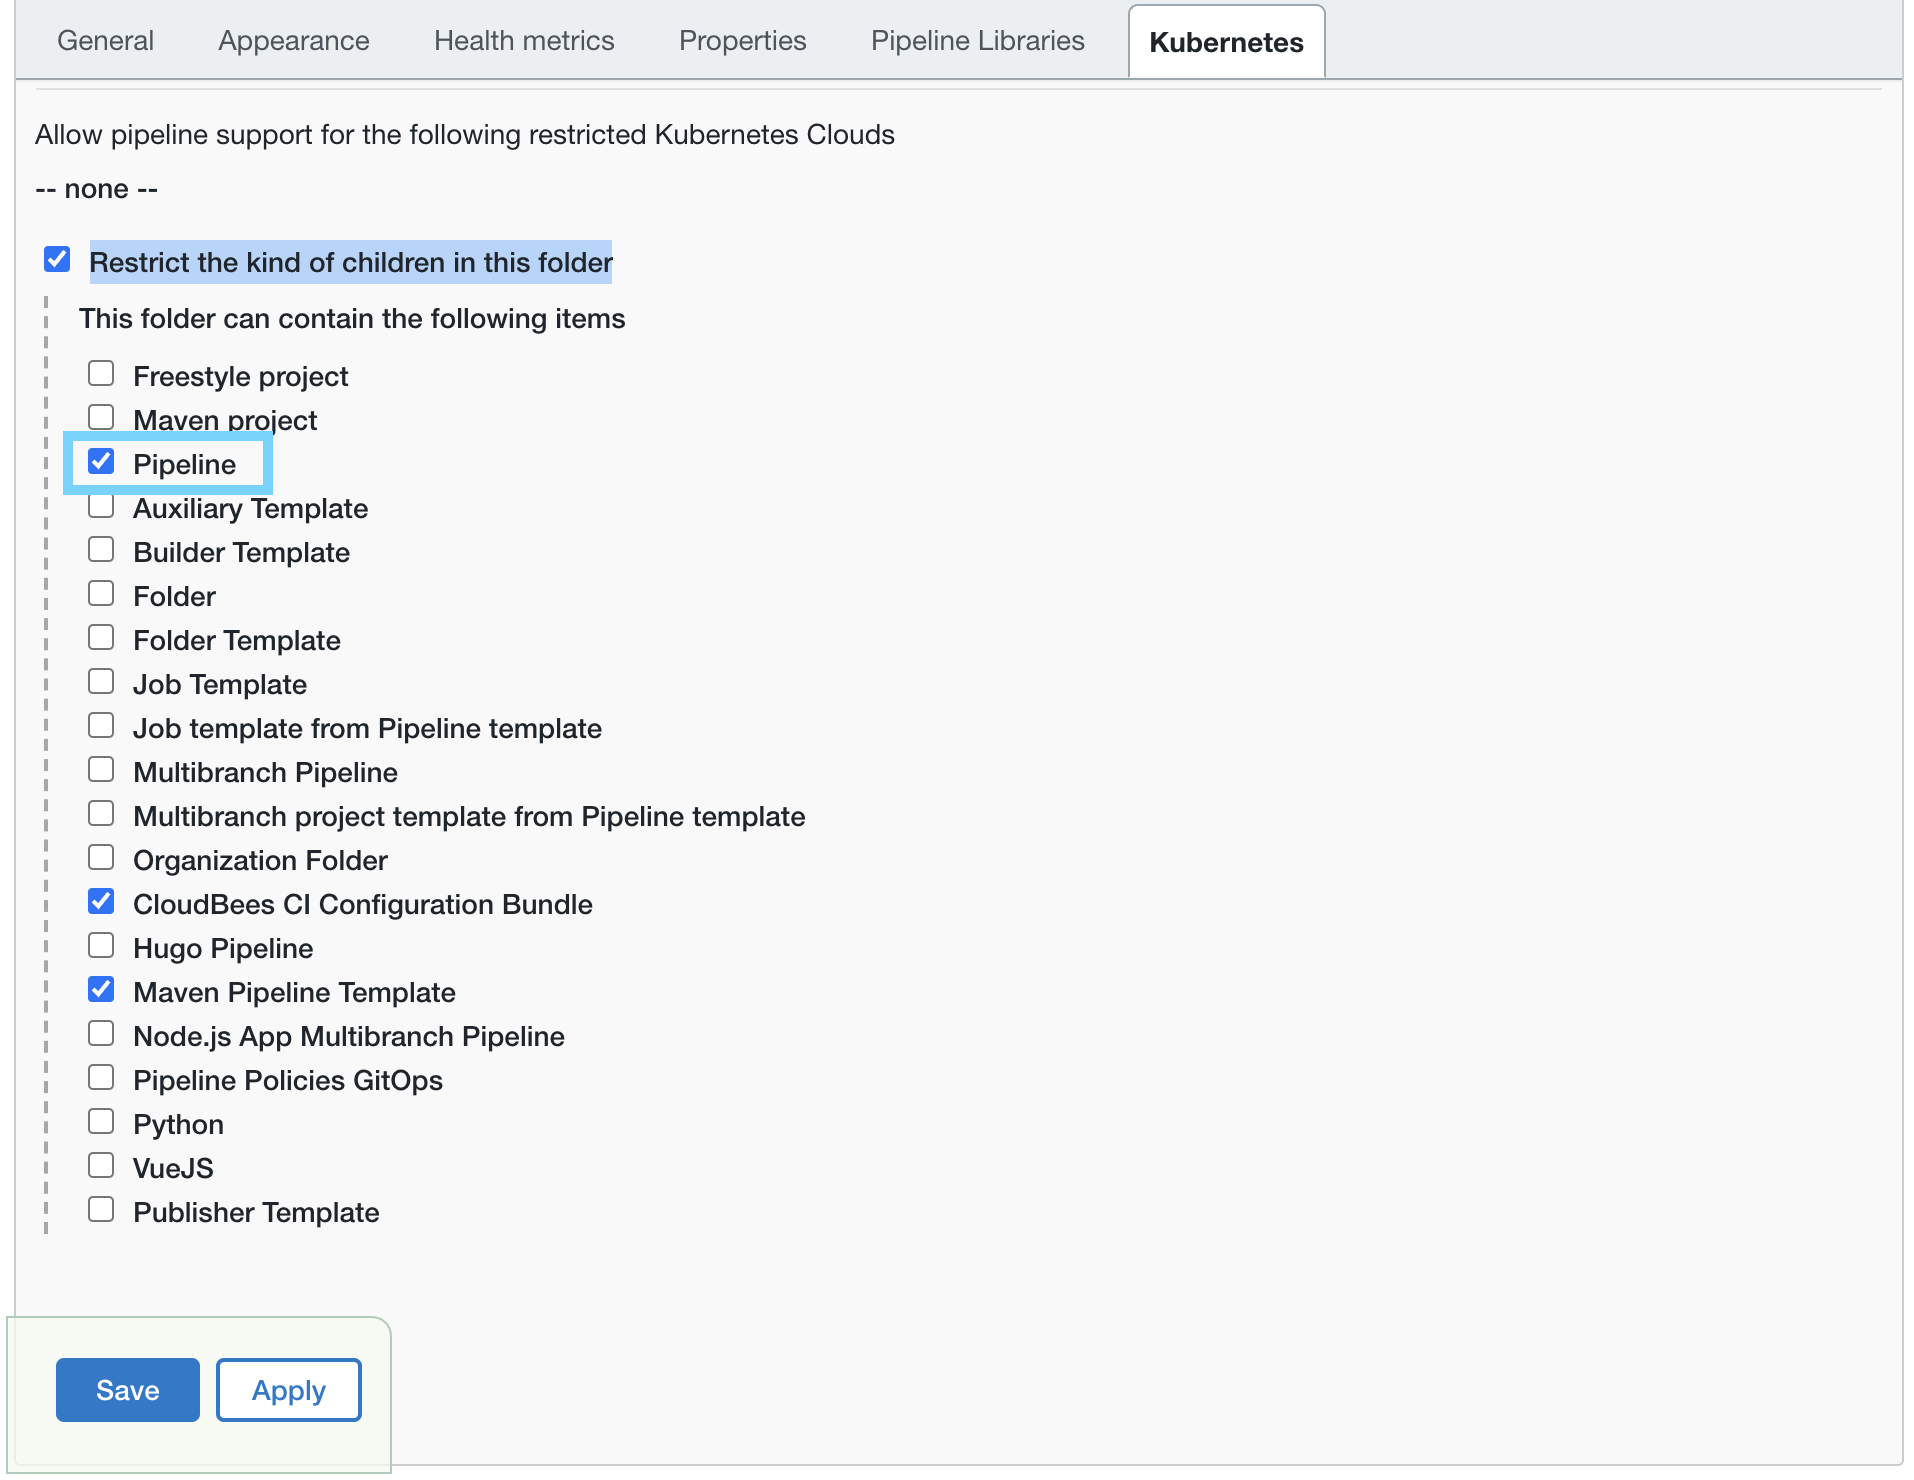 General Appearance Health metrics Properties Pipeline Libraries Kubernetes
Allow pipeline support for the following restricted Kubernetes Clouds
-- none --
Restrict the kind of children in this folder
This folder can contain the following items
Freestyle project
Maven project
Pipeline
Auxiliary Template
Builder Template
Folder
Folder Template
Job Template
Job template from Pipeline template
Multibranch Pipeline
Multibranch project template from Pipeline template
Organization Folder
CloudBees CI Configuration Bundle
Hugo Pipeline
Maven Pipeline Template
Node.js App Multibranch Pipeline
Pipeline Policies GitOps
Python
VueJS
Publisher Template
Save Apply